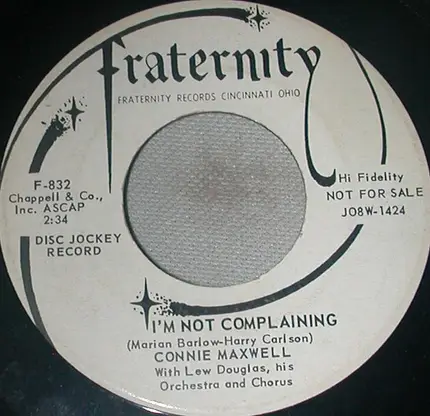 Fraternity
FRATERNITY RECORDS CINCINNATI OHIO
F-832
Chappell & Co.,
Inc. ASCAP
2:34
DISC JOCKEY
RECORD
Hi Fidelity
NOT FOR SALE
JO8W-1424
I'M NOT COMPLAINING
(Marian Barlow-Harry Carlson)
CONNIE MAXWELL
With Lew Douglas, his
Orchestra and Chorus